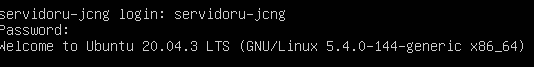 servidoru-jcng login: servidoru-jcng
Password:
Welcome to Ubuntu 20.04.3 LTS (GNU/Linux 5.4.0-144-generic x86_64)